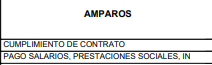 AMPAROS
CUMPLIMIENTO DE CONTRATO
PAGO SALARIOS, PRESTACIONES SOCIALES, IN